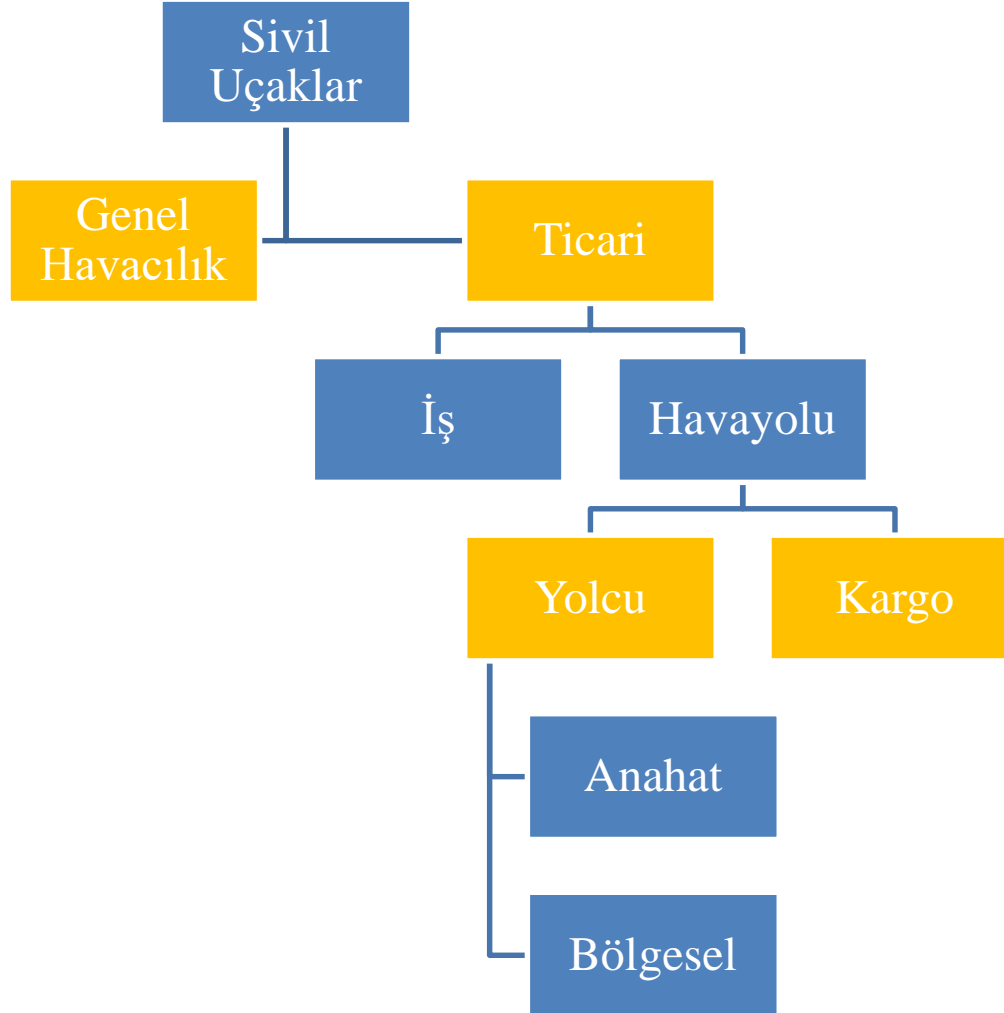 Sivil
Uçaklar
Genel
Havacılık
Ticari
İş
Havayolu
Yolcu
Kargo
Anahat
Bölgesel